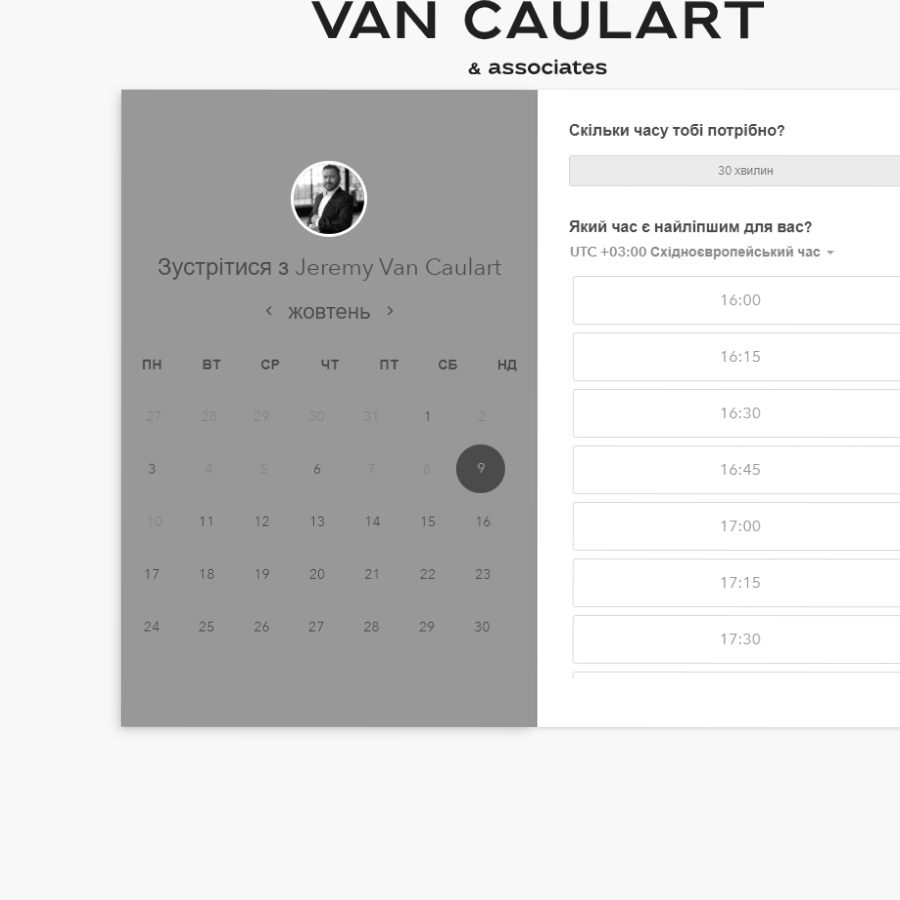 VAN CAULART
& associates
Зустрітися з Jeremy Van Caulart
жовтень
ПН ВТ СР ЧТ ПТ СБ НД
27 28 29 30 31 1 2
3 4 5 6 7 8 9
10 11 12 13 14 15 16
17 18 19 20 21 22 23
24 25 26 27 28 29 30
Скільки часу тобі потрібно?
30 хвилин
Який час є найліпшим для вас?
UTC +03:00 Східноєвропейський час
16:00
16:15
16:30
16:45
17:00
17:15
17:30